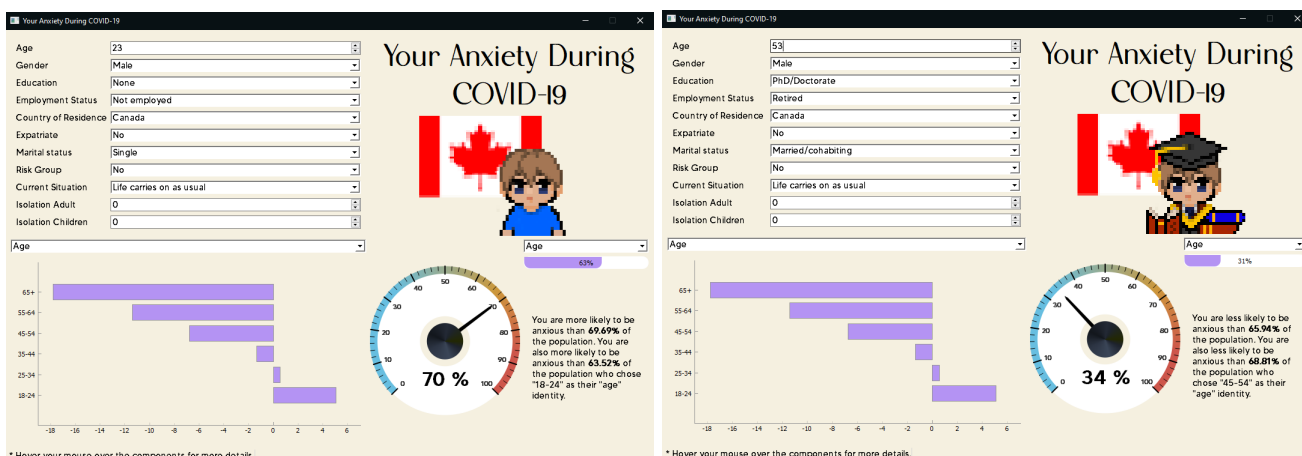 Your Anxiety During COVID-19
Age 23
Gender Male
Education None
Employment Status Not employed
Country of Residence Canada
Expatriate No
Marital status Single
Risk Group No
Current Situation Life carries on as usual
Isolation Adult 0
Isolation Children 0
Your Anxiety During
COVID-19
Age
Age
63%
65+
55-64
45-54
35-44
25-34
18-24
-18 -16 -14 -12 -10 -8 -6 -4 -2 0 2 4 6
0 10 20 30 40 50 60 70 80 90 100
70 %
You are more likely to be
anxious than 69.69% of
the population. You are
also more likely to be
anxious than 63.52% of
the population who chose
"18-24" as their "age"
identity.
* Hover your mouse over the components for more details.
Your Anxiety During COVID-19
Age 53
Gender Male
Education PhD/Doctorate
Employment Status Retired
Country of Residence Canada
Expatriate No
Marital status Married/cohabiting
Risk Group No
Current Situation Life carries on as usual
Isolation Adult 0
Isolation Children 0
Your Anxiety During
COVID-19
Age
Age
31%
65+
55-64
45-54
35-44
25-34
18-24
-18 -16 -14 -12 -10 -8 -6 -4 -2 0 2 4 6
0 10 20 30 40 50 60 70 80 90 100
34 %
You are less likely to be
anxious than 65.94% of
the population. You are
also less likely to be
anxious than 68.81% of
the population who
chose "45-54" as their
"age" identity.
* Hover your mouse over the components for more details.